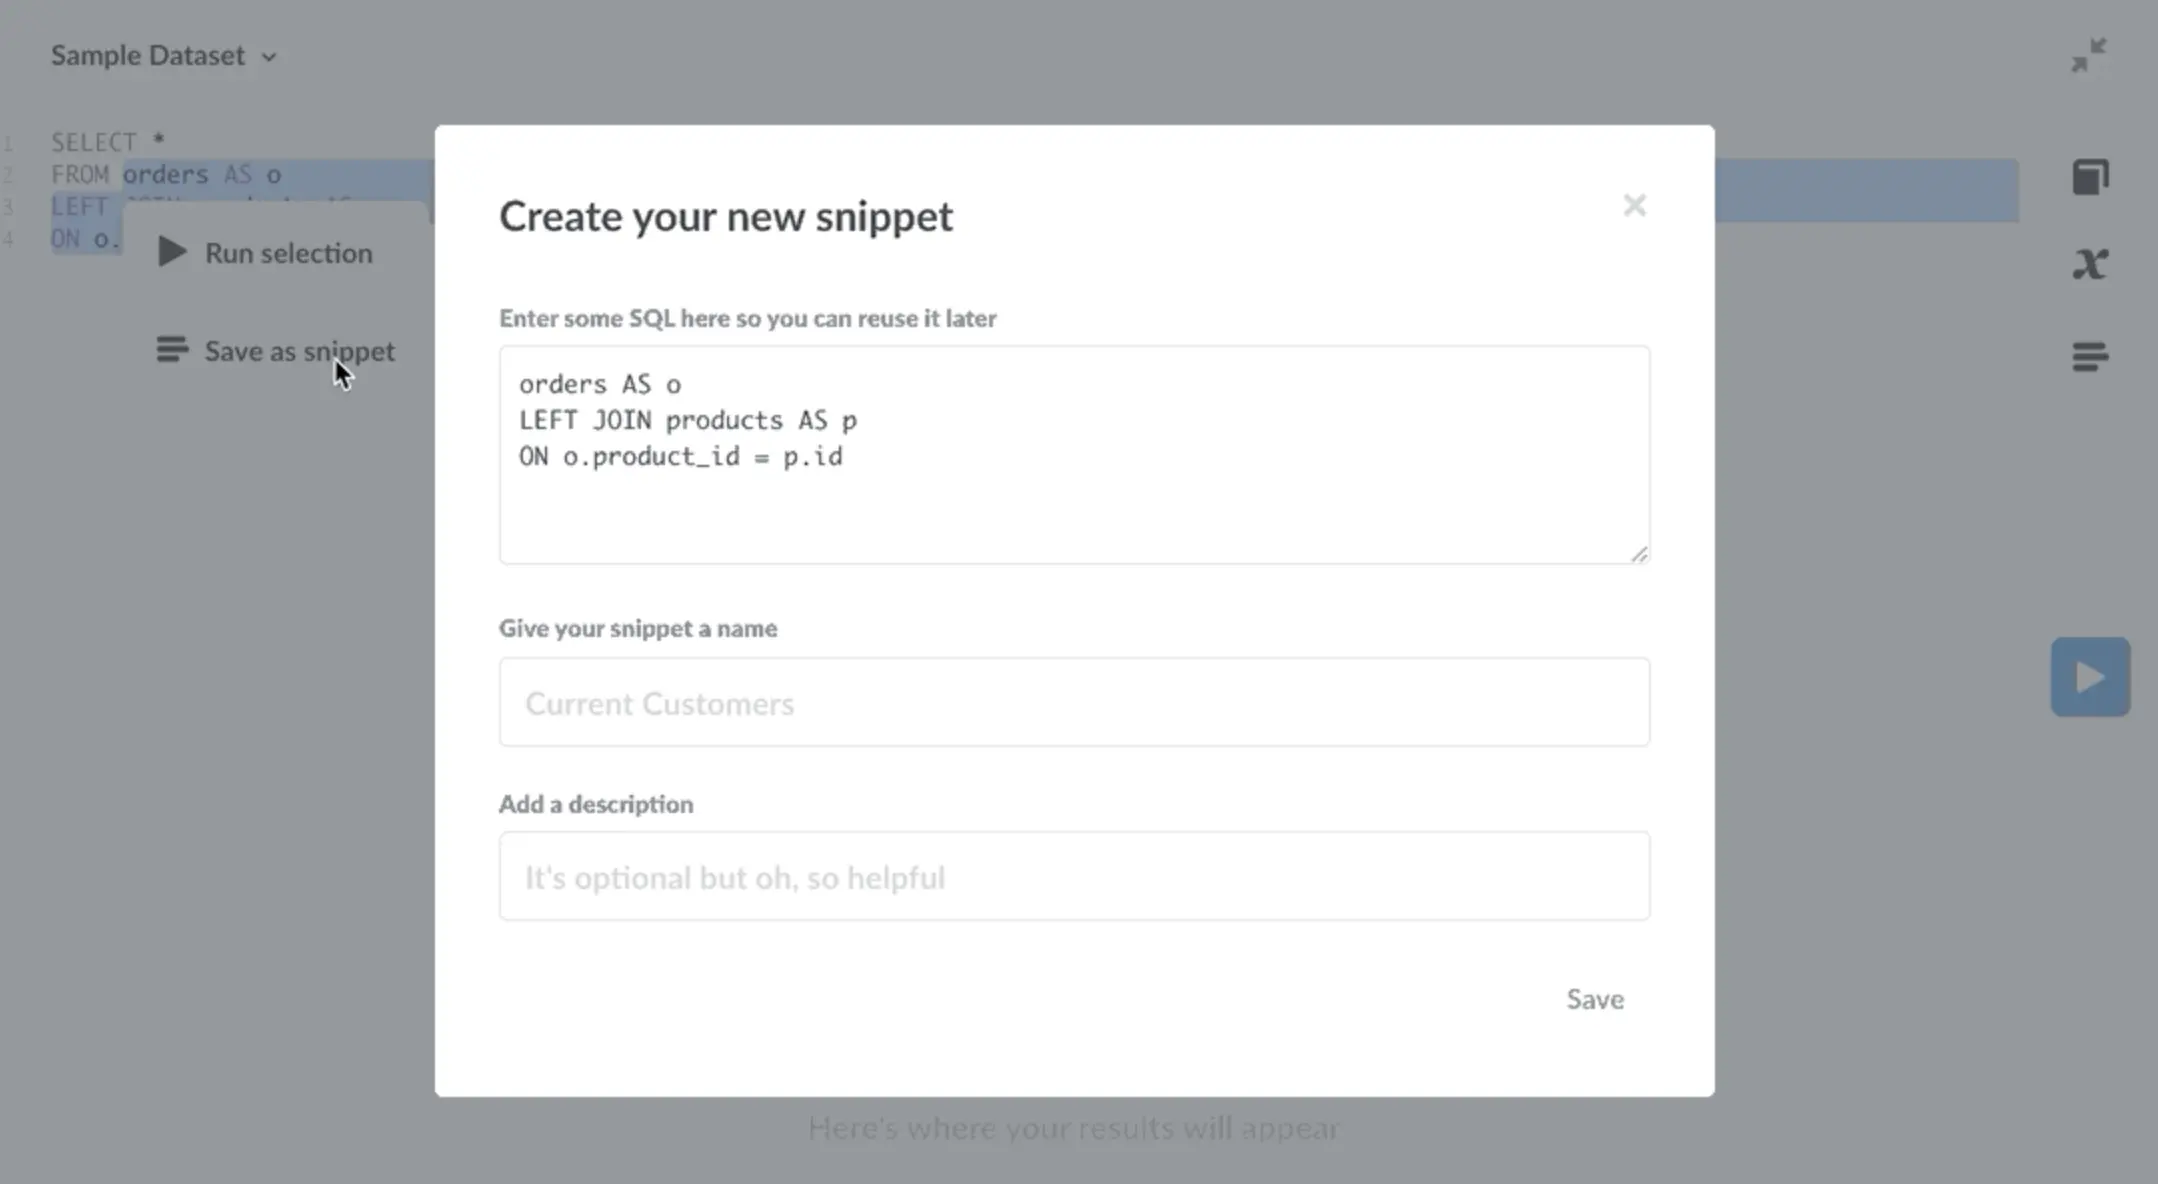 Sample Dataset
1 SELECT *
2 FROM orders AS o
3 LEFT
4 ON o.
Run selection
Save as snippet
Create your new snippet
Enter some SQL here so you can reuse it later
orders AS o
LEFT JOIN products AS p
ON o.product_id = p.id
Give your snippet a name
Current Customers
Add a description
It's optional but oh, so helpful
Save
Here's where your results will appear
x